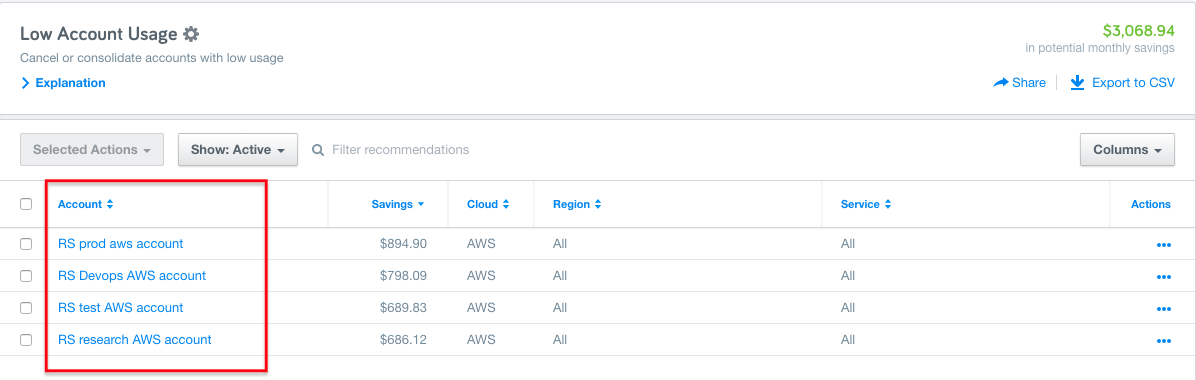 Low Account Usage
$3,068.94
Cancel or consolidate accounts with low usage
in potential monthly savings
Explanation
Share
Export to CSV
Selected Actions
Show: Active
Filter recommendations
Columns
Account Savings Cloud Region Service Actions
RS prod aws account $894.90 AWS All All
RS Devops AWS account $798.09 AWS All All
RS test AWS account $689.83 AWS All All
RS research AWS account $686.12 AWS All All